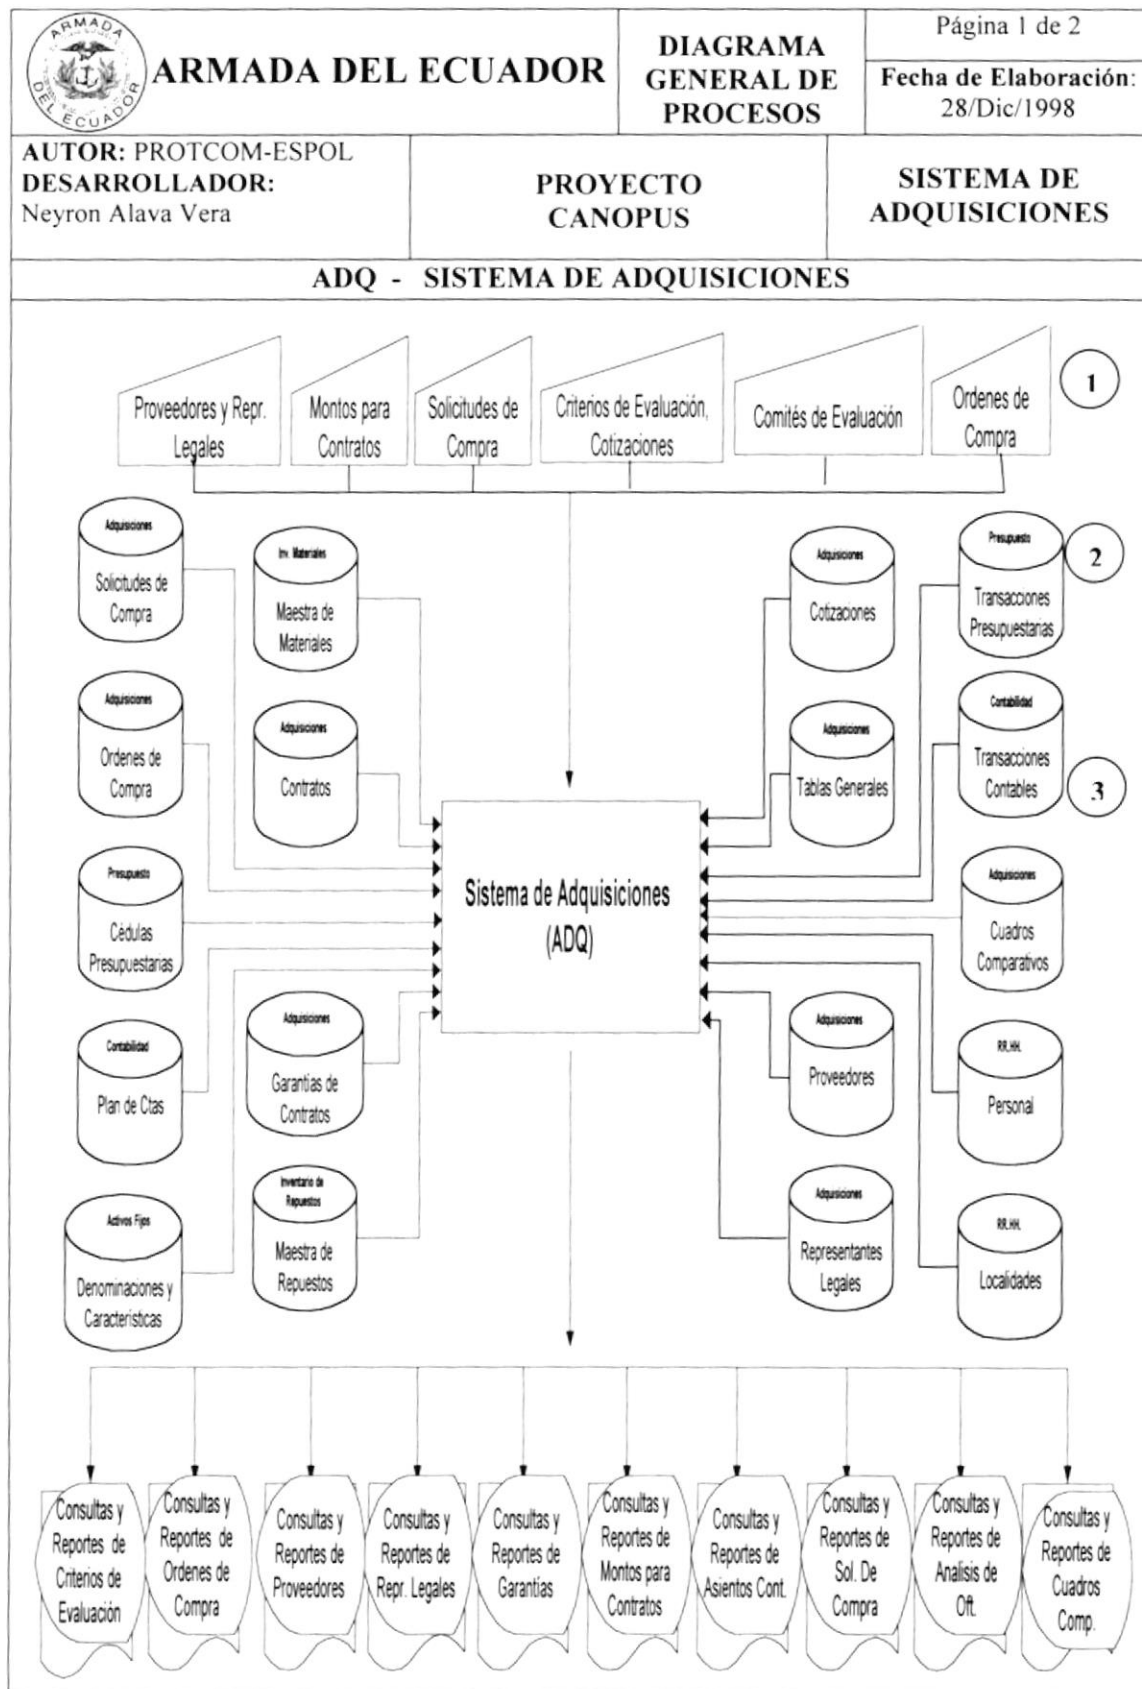 ARMADA
DEL ECUADOR
ARMADA DEL ECUADOR
DIAGRAMA
GENERAL DE
PROCESOS
Página 1 de 2
Fecha de Elaboración:
28/Dic/1998
AUTOR: PROTCOM-ESPOL
DESARROLLADOR:
Neyron Alava Vera
PROYECTO
CANOPUS
SISTEMA DE
ADQUISICIONES
ADQ - SISTEMA DE ADQUISICIONES
Proveedores y Repr.
Legales
Montos para
Contratos
Solicitudes de
Compra
Criterios de Evaluación,
Cotizaciones
Comités de Evaluación
Ordenes de
Compra
1
Adquisiciones
Solicitudes de
Compra
Inv. Materiales
Maestra de
Materiales
Adquisiciones
Cotizaciones
Presupuesto
Transacciones
Presupuestarias
2
Adquisiciones
Ordenes de
Compra
Adquisiciones
Contratos
Adquisiciones
Tablas Generales
Contabilidad
Transacciones
Contables
3
Presupuesto
Cédulas
Presupuestarias
Sistema de Adquisiciones
(ADQ)
Adquisiciones
Cuadros
Comparativos
Contabilidad
Plan de Ctas
Adquisiciones
Garantías de
Contratos
Adquisiciones
Proveedores
RR.HH.
Personal
Activos Fijos
Denominaciones y
Características
Inventario de
Repuestos
Maestra de
Repuestos
Adquisiciones
Representantes
Legales
RR.HH.
Localidades
Consultas y
Reportes de
Criterios de
Evaluación
Consultas y
Reportes de
Ordenes de
Compra
Consultas y
Reportes de
Proveedores
Consultas y
Reportes de
Repr. Legales
Consultas y
Reportes de
Garantías
Consultas y
Reportes de
Montos para
Contratos
Consultas y
Reportes de
Asientos Cont.
Consultas y
Reportes de
Sol. De
Compra
Consultas y
Reportes de
Analisis de
Oft.
Consultas y
Reportes de
Cuadros
Comp.